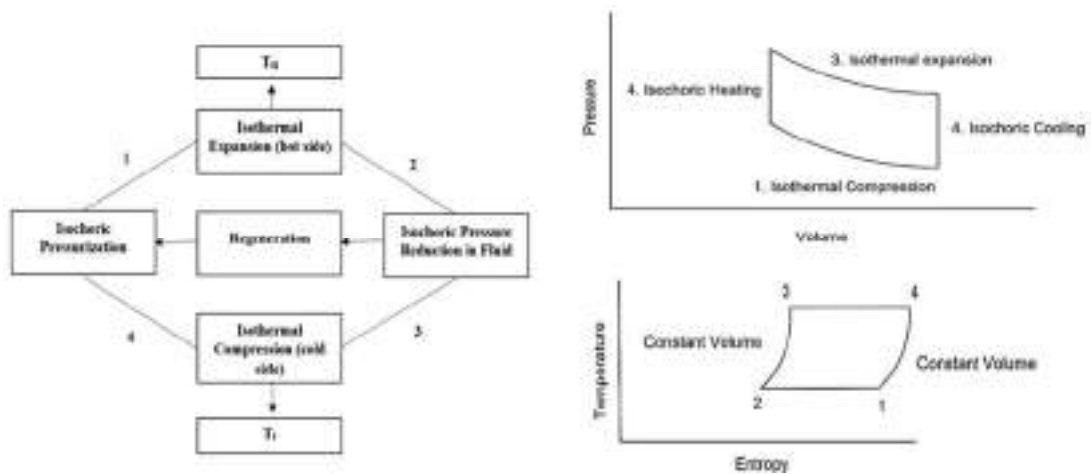 Isothermal
Expansion (hot side)
1
2
Isochoric
Pressurization
Regeneration
Isochoric Pressure
Reduction in Fluid
4
3
Isothermal
Compression (cold
side)
Pressure
3. Isothermal expansion
4. Isochoric Heating
4. Isochoric Cooling
1. Isothermal Compression
Volume
Temperature
3
4
Constant Volume
Constant Volume
2
1
Entropy